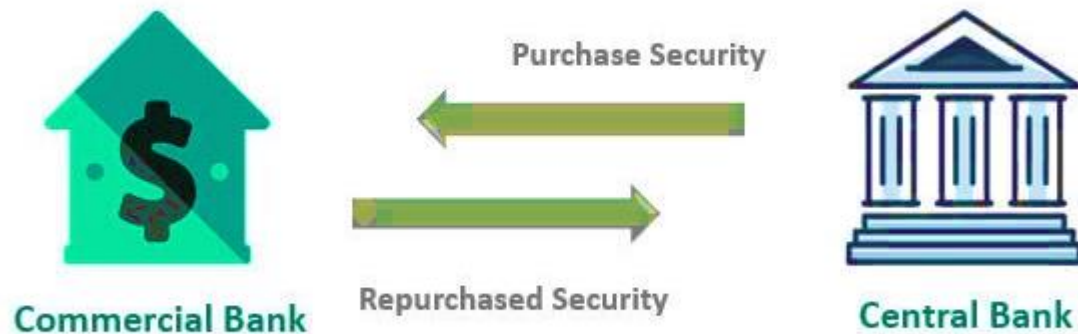 Purchase Security
Repurchased Security
Commercial Bank
Central Bank